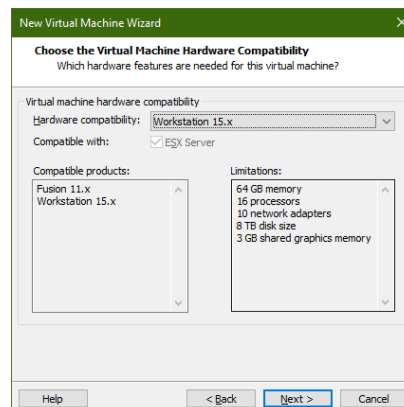 New Virtual Machine Wizard
Choose the Virtual Machine Hardware Compatibility
Which hardware features are needed for this virtual machine?
Virtual machine hardware compatibility
Hardware compatibility: Workstation 15.x
Compatible with: ESX Server
Compatible products:
Fusion 11.x
Workstation 15.x
Limitations:
64 GB memory
16 processors
10 network adapters
8 TB disk size
3 GB shared graphics memory
Help < Back Next > Cancel